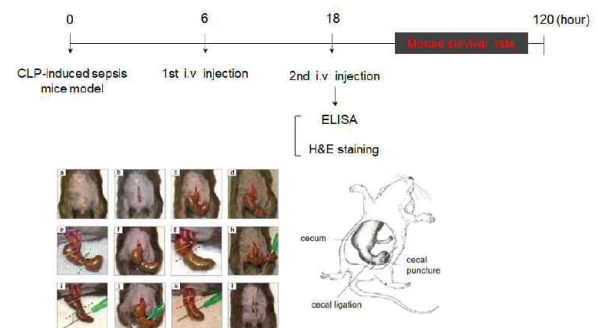 0
6
18
120 (hour)
Mouse survival rate
CLP-induced sepsis
mice model
1st i.v injection
2nd i.v injection
ELISA
H&E staining
a
b
c
d
e
f
g
h
i
j
k
l
cecum
cecal
puncture
cecal ligation